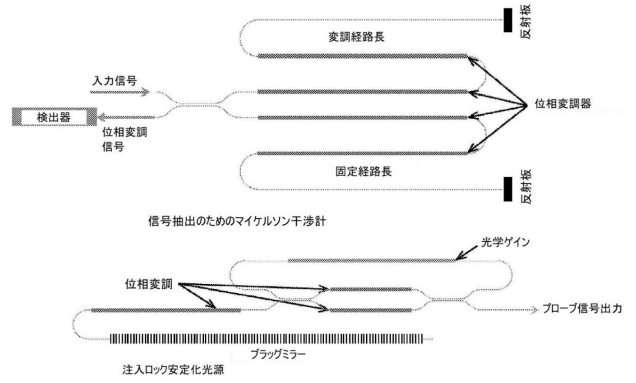 反射板
変調経路長
入力信号
検出器
位相変調
信号
位相変調器
固定経路長
反射板
信号抽出のためのマイケルソン干渉計
光学ゲイン
位相変調
プローブ信号出力
ブラッグミラー
注入ロック安定化光源